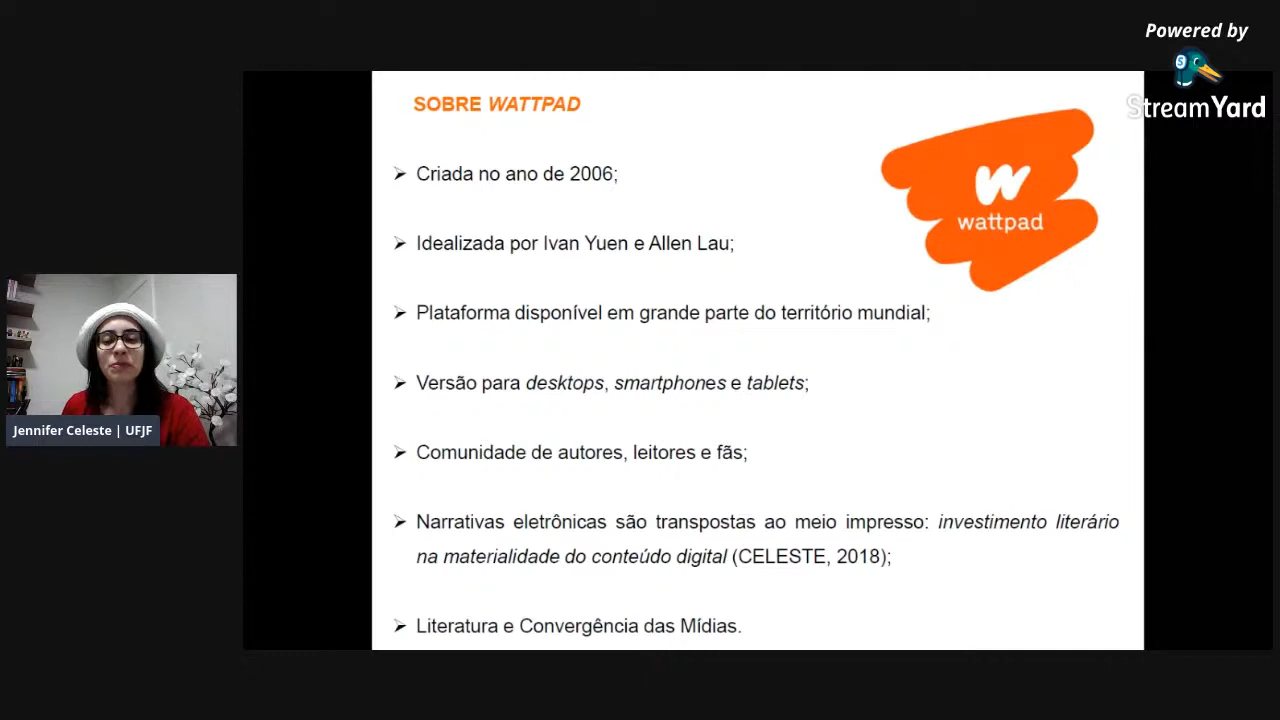 Powered by
StreamYard
SOBRE WATTPAD
W
wattpad
Criada no ano de 2006;
Idealizada por Ivan Yuen e Allen Lau;
Plataforma disponível em grande parte do território mundial;
Versão para desktops, smartphones e tablets;
Comunidade de autores, leitores e fãs;
Narrativas eletrônicas são transpostas ao meio impresso: investimento literário
na materialidade do conteúdo digital (CELESTE, 2018);
Literatura e Convergência das Mídias.
Jennifer Celeste | UFJF